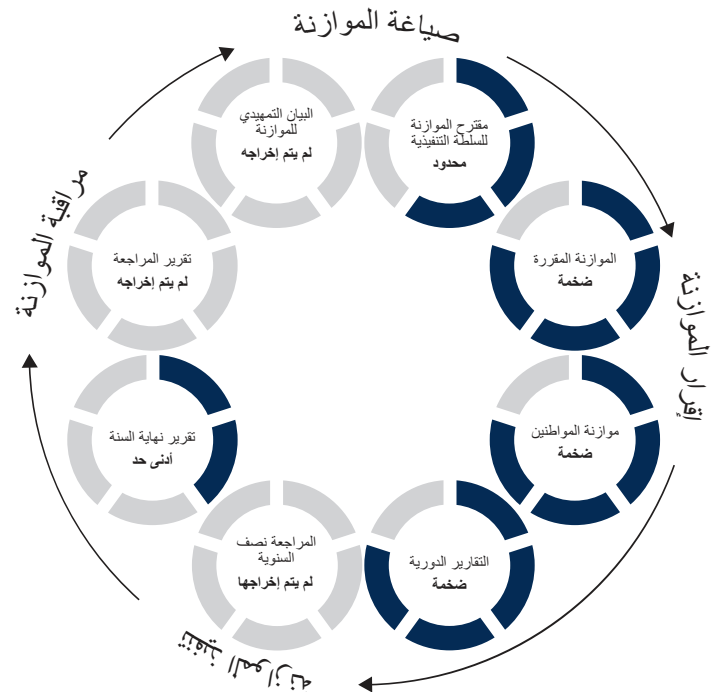 صياغة الموازنة
البيان التمهيدي
للموازنة
لم يتم إخراجه
مقترح الموازنة
للسلطة التنفيذية
محدود
إقرار الموازنة
الموازنة المقررة
ضخمة
موازنة المواطنين
ضخمة
تنفيذ الموازنه
التقارير الدورية
ضخمة
المراجعة نصف
السنوية
لم يتم إخراجها
تقرير نهاية السنة
أدنى حد
مراقبة الموازنة
تقرير المراجعة
لم يتم إخراجه